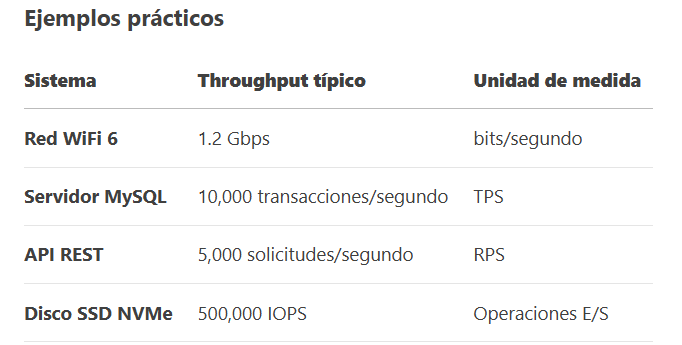 Ejemplos prácticos
Sistema Throughput típico Unidad de medida
Red WiFi 6 1.2 Gbps bits/segundo
Servidor MySQL 10,000 transacciones/segundo TPS
API REST 5,000 solicitudes/segundo RPS
Disco SSD NVMe 500,000 IOPS Operaciones E/S